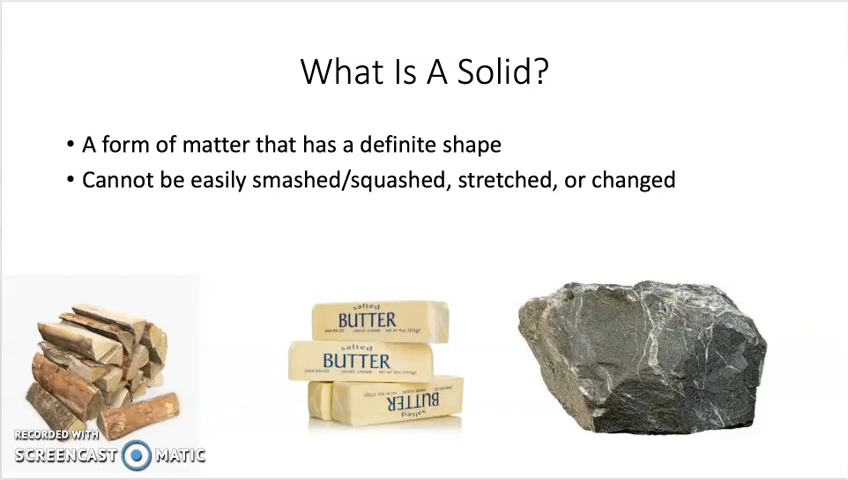 What Is A Solid?
• A form of matter that has a definite shape
• Cannot be easily smashed/squashed, stretched, or changed
salted
BUTTER
salted
BUTTER
BUTTER
salted
RECORDED WITH
SCREENCAST MATIC